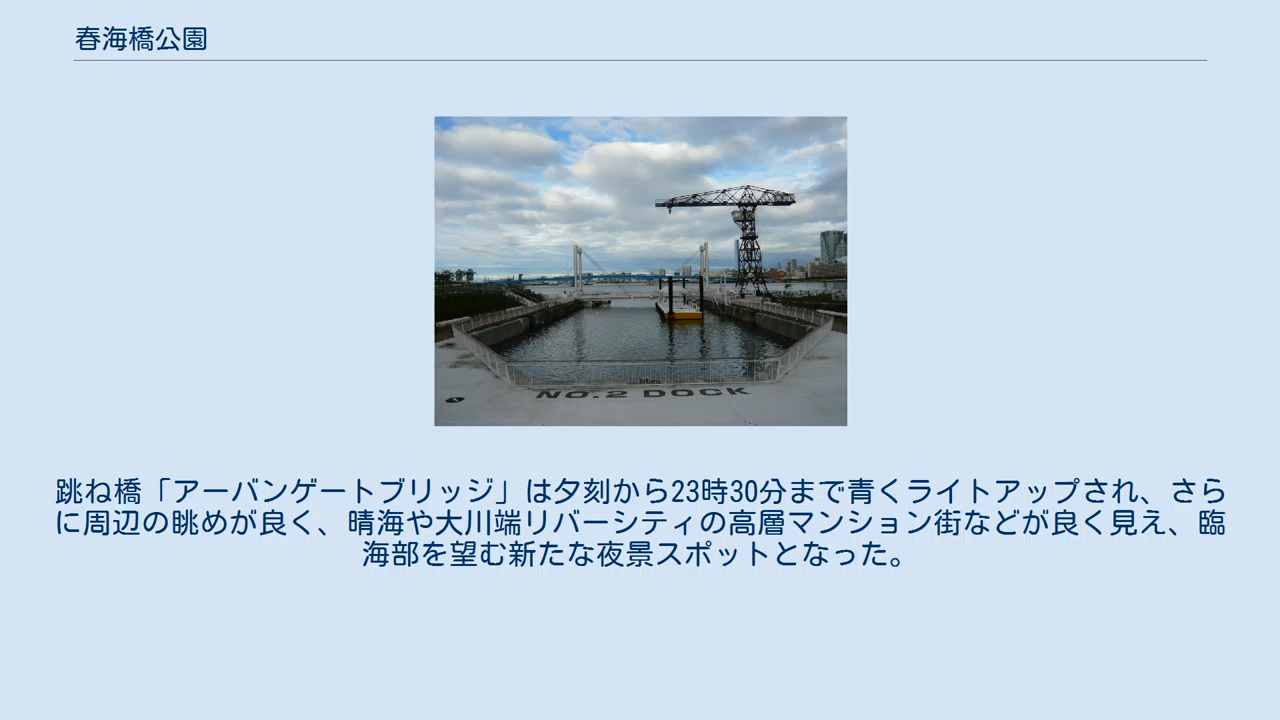 春海橋公園
NO.2 DOCK
跳ね橋「アーバンゲートブリッジ」は夕刻から23時30分まで青くライトアップされ、さら
に周辺の眺めが良く、晴海や大川端リバーシティの高層マンション街などが良く見え、臨
海部を望む新たな夜景スポットとなった。